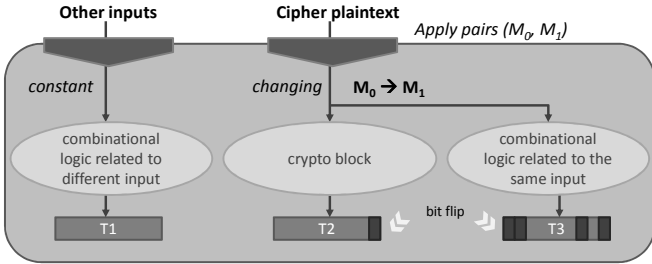 Other inputs
Cipher plaintext
Apply pairs (M0, M1)
constant
changing
M0 → M1
combinational
logic related to
different input
crypto block
combinational
logic related to the
same input
T1
T2
bit flip
T3